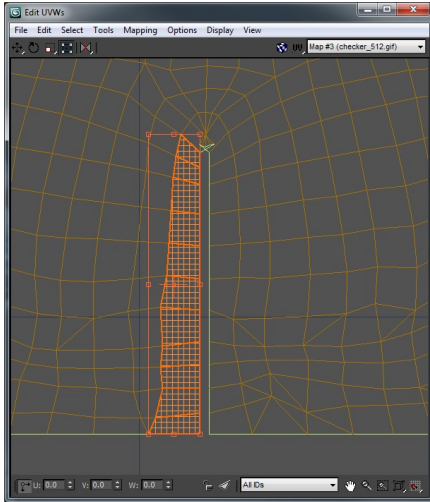 Edit UVWs
File Edit Select Tools Mapping Options Display View
UV Map #3 (checker_512.gif)
U: 0.0 V: 0.0 W: 0.0 All IDs